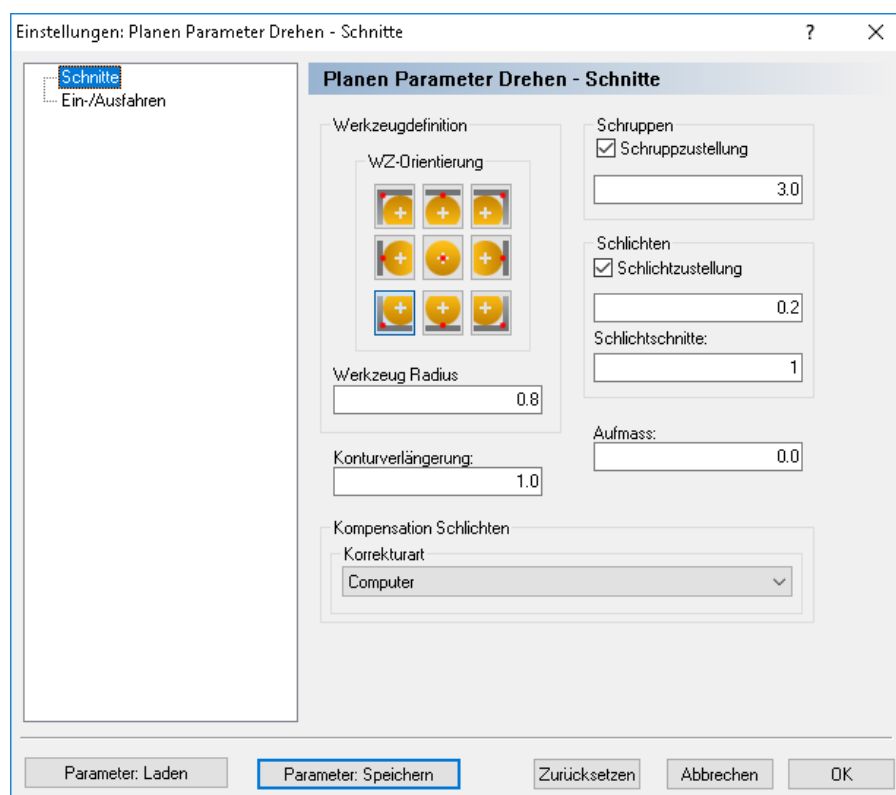 Einstellungen: Planen Parameter Drehen - Schnitte ?
Schnitte
Ein-/Ausfahren
Planen Parameter Drehen - Schnitte
Werkzeugdefinition
WZ-Orientierung
Werkzeug Radius
0.8
Konturverlängerung:
1.0
Schruppen
Schruppzustellung
3.0
Schlichten
Schlichtzustellung
0.2
Schlichtschnitte:
1
Aufmass:
0.0
Kompensation Schlichten
Korrekturart
Computer
Parameter: Laden
Parameter: Speichern
Zurücksetzen
Abbrechen
OK